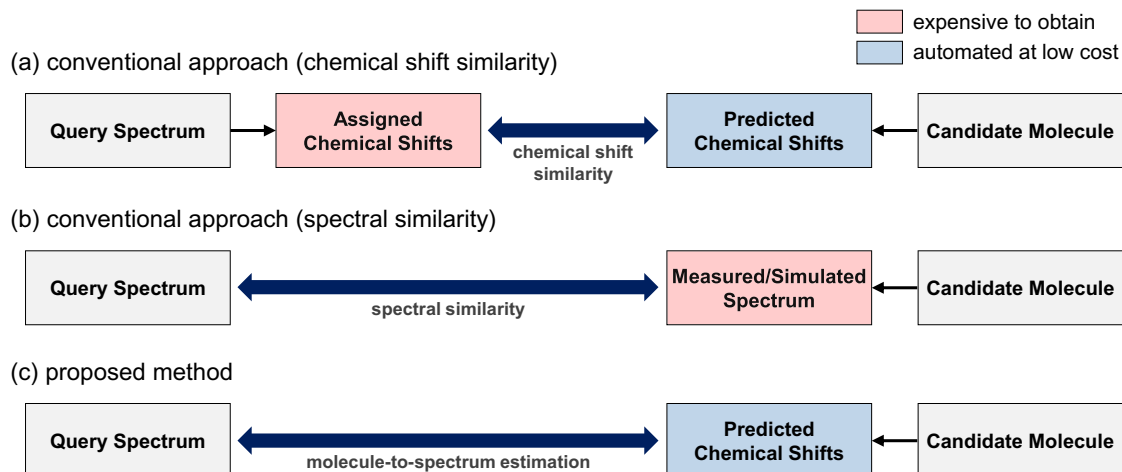 expensive to obtain
automated at low cost
(a) conventional approach (chemical shift similarity)
Query Spectrum
Assigned
Chemical Shifts
chemical shift
similarity
Predicted
Chemical Shifts
Candidate Molecule
(b) conventional approach (spectral similarity)
Query Spectrum
spectral similarity
Measured/Simulated
Spectrum
Candidate Molecule
(c) proposed method
Query Spectrum
molecule-to-spectrum estimation
Predicted
Chemical Shifts
Candidate Molecule